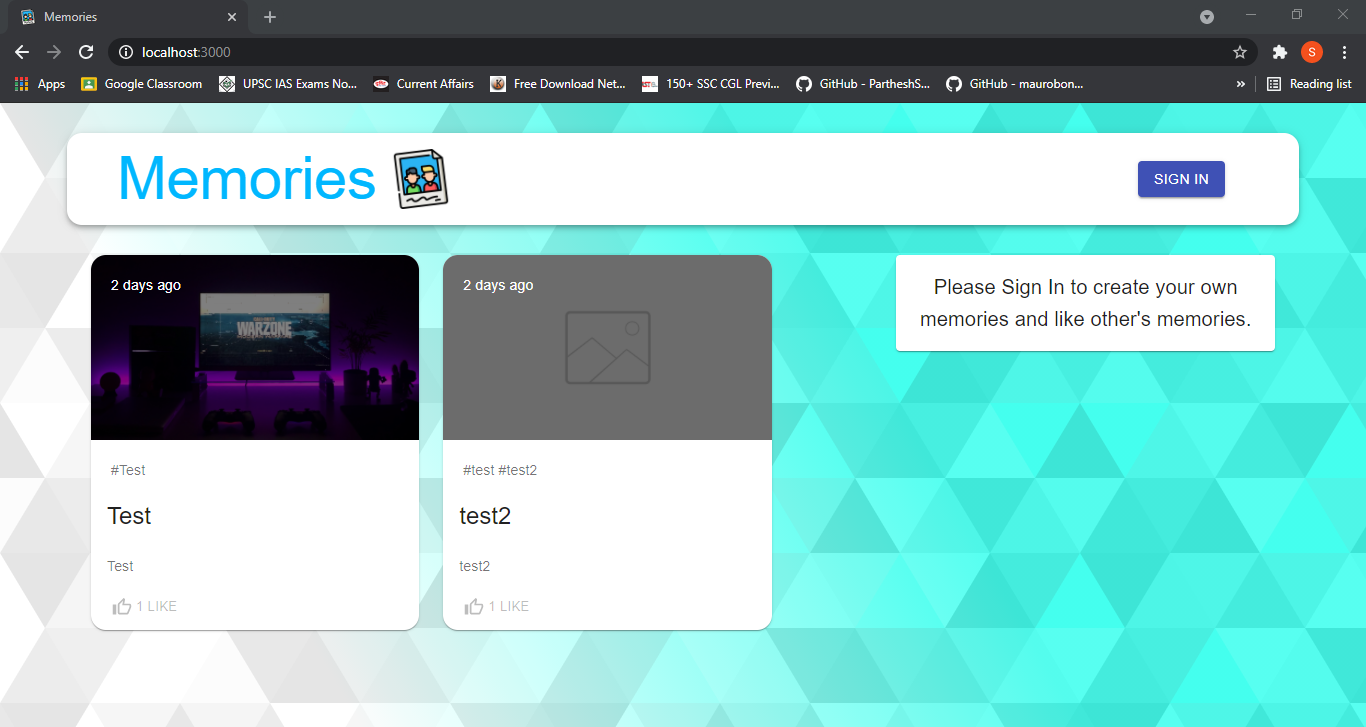 Memories
localhost:3000
Apps
Google Classroom
UPSC IAS Exams No...
Current Affairs
Free Download Net...
150+ SSC CGL Previ...
GitHub - PartheshS...
GitHub - maurobon...
»
Reading list
S
Memories
SIGN IN
2 days ago
WARZONE
#Test
Test
Test
1 LIKE
2 days ago
#test #test2
test2
test2
1 LIKE
Please Sign In to create your own
memories and like other's memories.